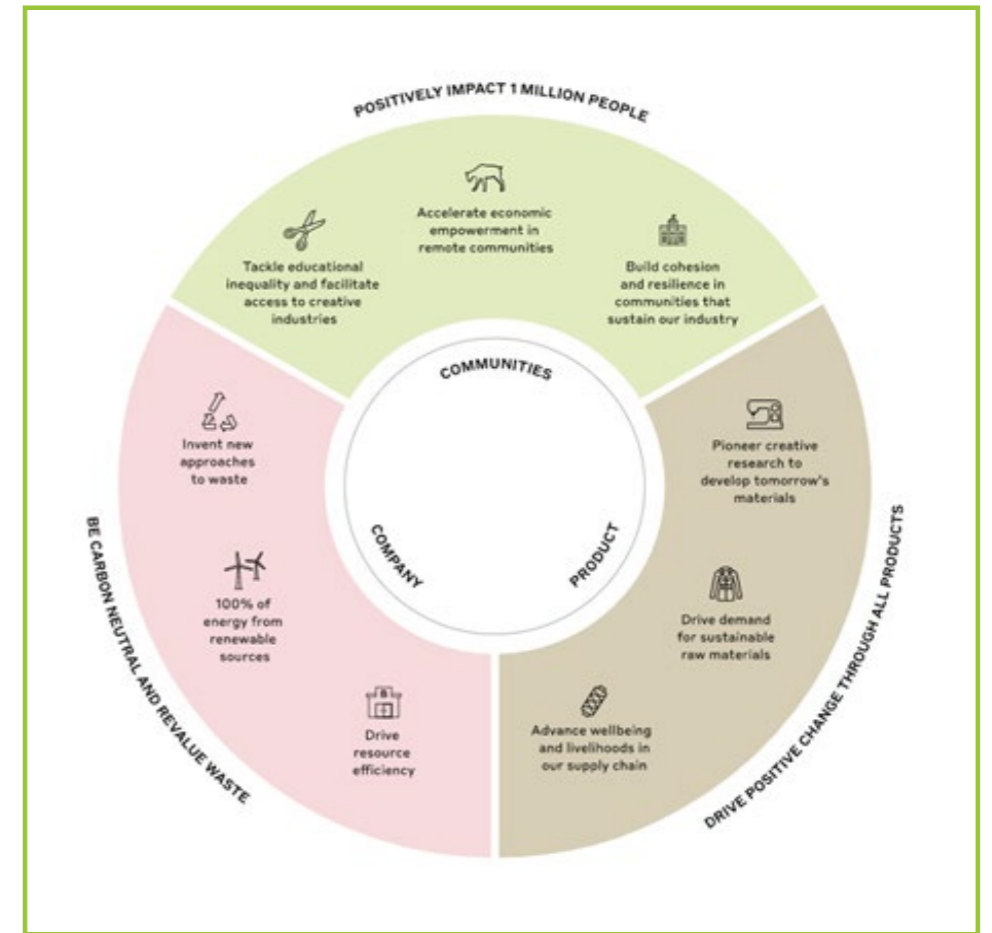 POSITIVELY IMPACT 1 MILLION PEOPLE
Accelerate economic
empowerment in
remote communities
Tackle educational
inequality and facilitate
access to creative
industries
Build cohesion
and resilience in
communities that
sustain our industry
COMMUNITIES
Invent new
approaches
to waste
Pioneer creative
research to
develop tomorrow's
materials
COMPANY
PRODUCT
BE CARBON NEUTRAL AND REVALUE WASTE
DRIVE POSITIVE CHANGE THROUGH ALL PRODUCTS
100% of
energy from
renewable
sources
Drive demand
for sustainable
raw materials
Drive
resource
efficiency
Advance wellbeing
and livelihoods in
our supply chain